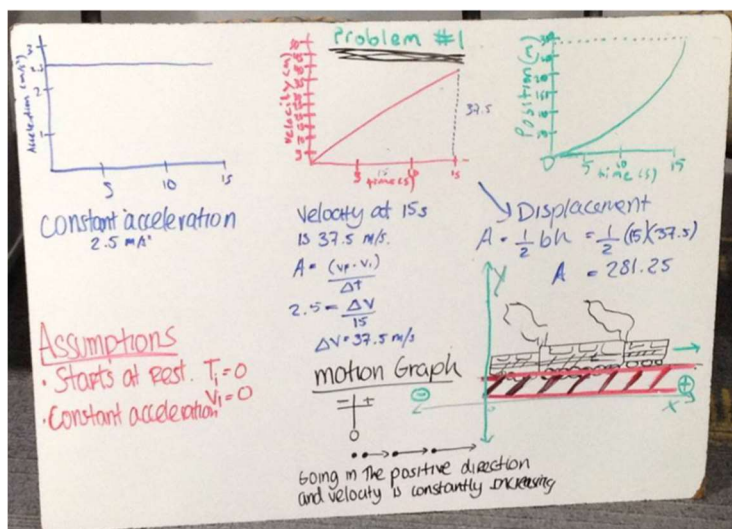 Problem #1
Acceleration (m/s²)
3
2
1
5 10 15
Velocity (m)
5 10 15
time (s)
37.5
Position (m)
0 5 10 15
time (s)
Constant acceleration
2.5 m/s²
Velocity at 15s
is 37.5 m/s.
A = (VF - Vi)
Δt
2.5 = ΔV
15
ΔV = 37.5 m/s
Displacement
A = 1/2 bh = 1/2 (15)(37.5)
A = 281.25
Assumptions
• Starts at Rest. Ti = 0
Vi = 0
• Constant acceleration
motion Graph
− +
0
Going in The positive direction
and velocity is constantly increasing
y
−
+
x